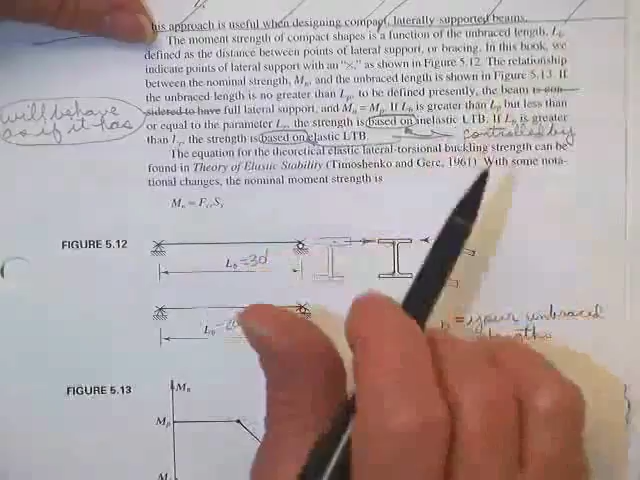 his approach is useful when designing compact, laterally supported beams.
The moment strength of compact shapes is a function of the unbraced length, Lb
defined as the distance between points of lateral support, or bracing. In this book, we
indicate points of lateral support with an "×," as shown in Figure 5.12. The relationship
between the nominal strength, Mn, and the unbraced length is shown in Figure 5.13. If
the unbraced length is no greater than Lp, to be defined presently, the beam is con-
sidered to have full lateral support, and Mn = Mp. If Lb is greater than Lp but less than
or equal to the parameter Lr, the strength is based on inelastic LTB. If Lb is greater
than Lr, the strength is based on elastic LTB.
will behave
as if it has
controlled by
The equation for the theoretical elastic lateral-torsional buckling strength can be
found in Theory of Elastic Stability (Timoshenko and Gere, 1961). With some nota-
tional changes, the nominal moment strength is
Mn = Fcr Sx
FIGURE 5.12
Lb = 30'
Lb
= your unbraced
lengths
FIGURE 5.13
Mn
Mp